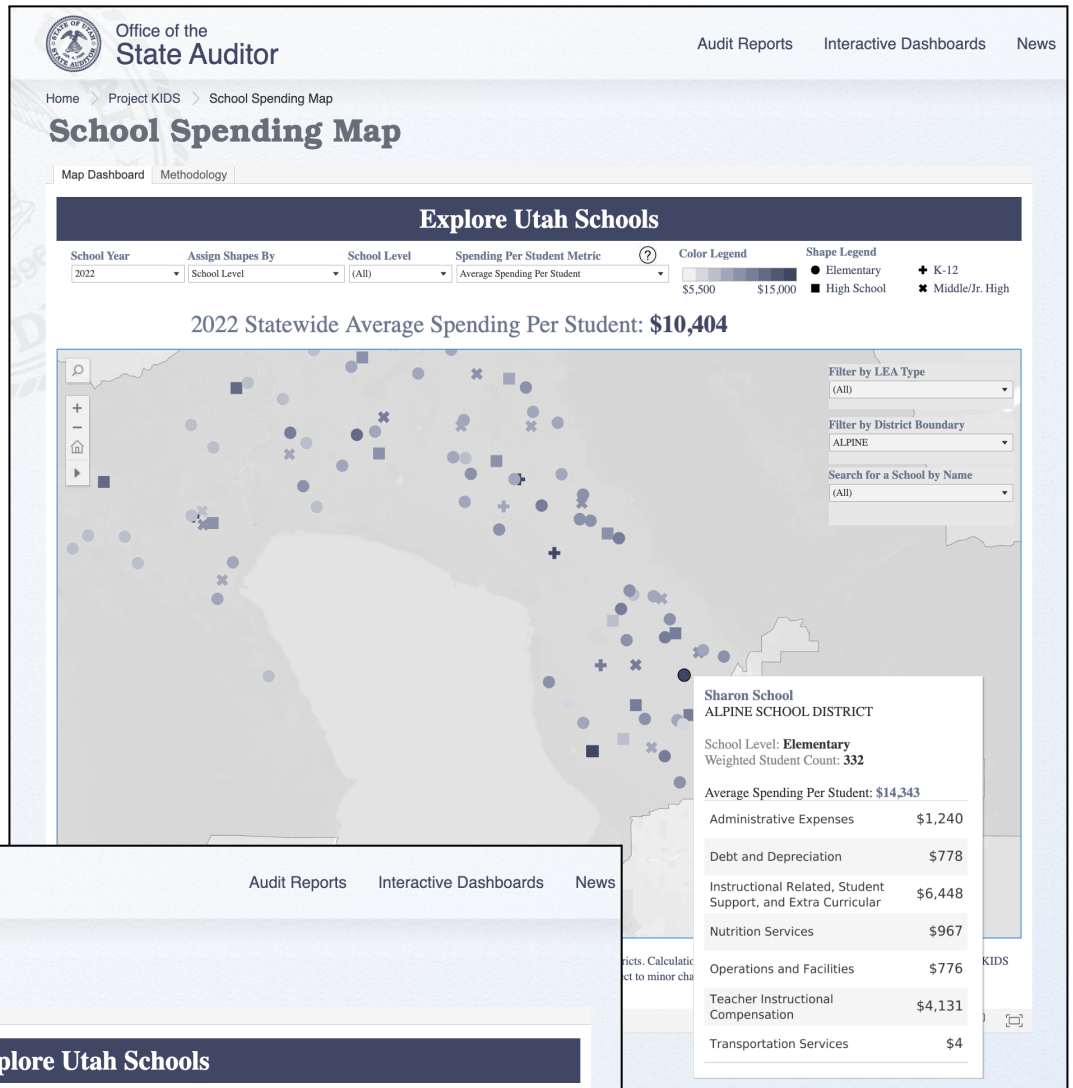 Office of the
State Auditor
Audit Reports Interactive Dashboards News
Home Project KIDS School Spending Map
School Spending Map
Map Dashboard Methodology
Explore Utah Schools
School Year Assign Shapes By School Level Spending Per Student Metric ? Color Legend Shape Legend
2022 School Level (All) Average Spending Per Student
Elementary K-12
$5,500 $15,000 High School Middle/Jr. High
2022 Statewide Average Spending Per Student: $10,404
Filter by LEA Type
(All)
Filter by District Boundary
ALPINE
Search for a School by Name
(All)
Sharon School
ALPINE SCHOOL DISTRICT
School Level: Elementary
Weighted Student Count: 332
Average Spending Per Student: $14,343
Administrative Expenses $1,240
Debt and Depreciation $778
Instructional Related, Student
Support, and Extra Curricular $6,448
Nutrition Services $967
Operations and Facilities $776
Teacher Instructional
Compensation $4,131
Transportation Services $4
KIDS
Audit Reports Interactive Dashboards News
plore Utah Schools